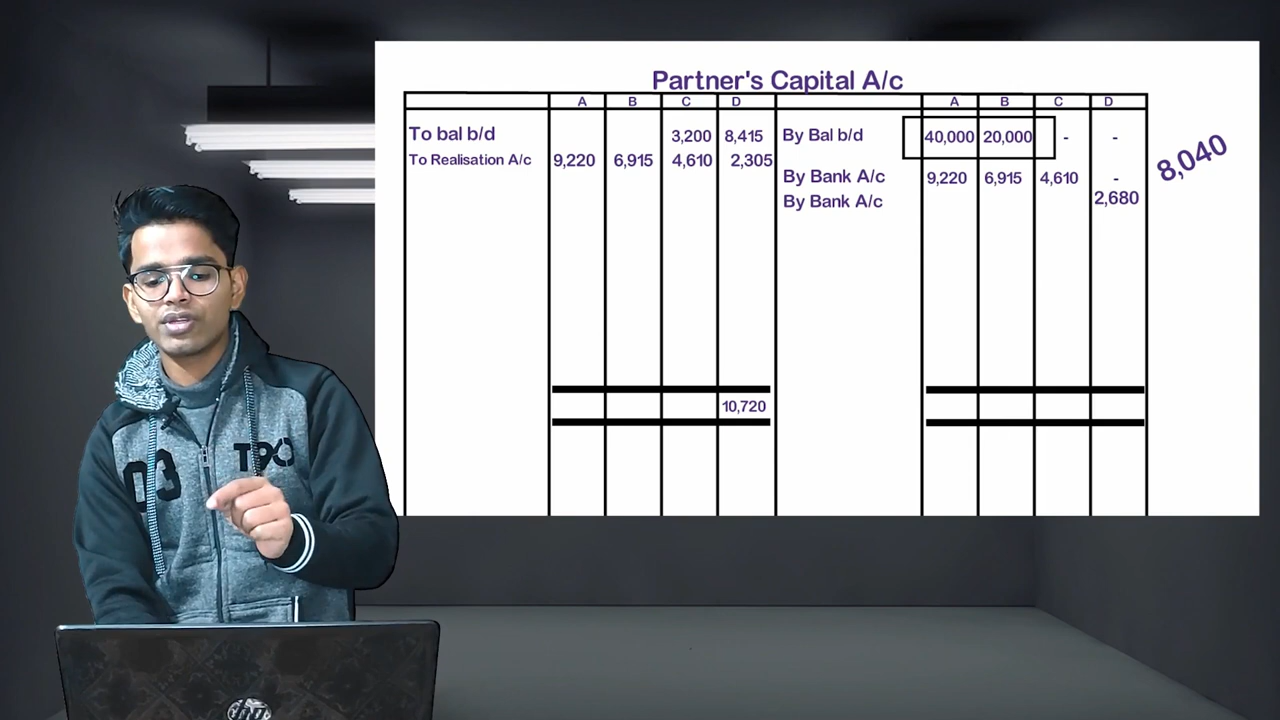 Partner's Capital A/c
A B C D A B C D
To bal b/d 3,200 8,415 By Bal b/d 40,000 20,000 - -
To Realisation A/c 9,220 6,915 4,610 2,305
By Bank A/c 9,220 6,915 4,610 -
By Bank A/c 2,680
8,040
10,720
03
hp